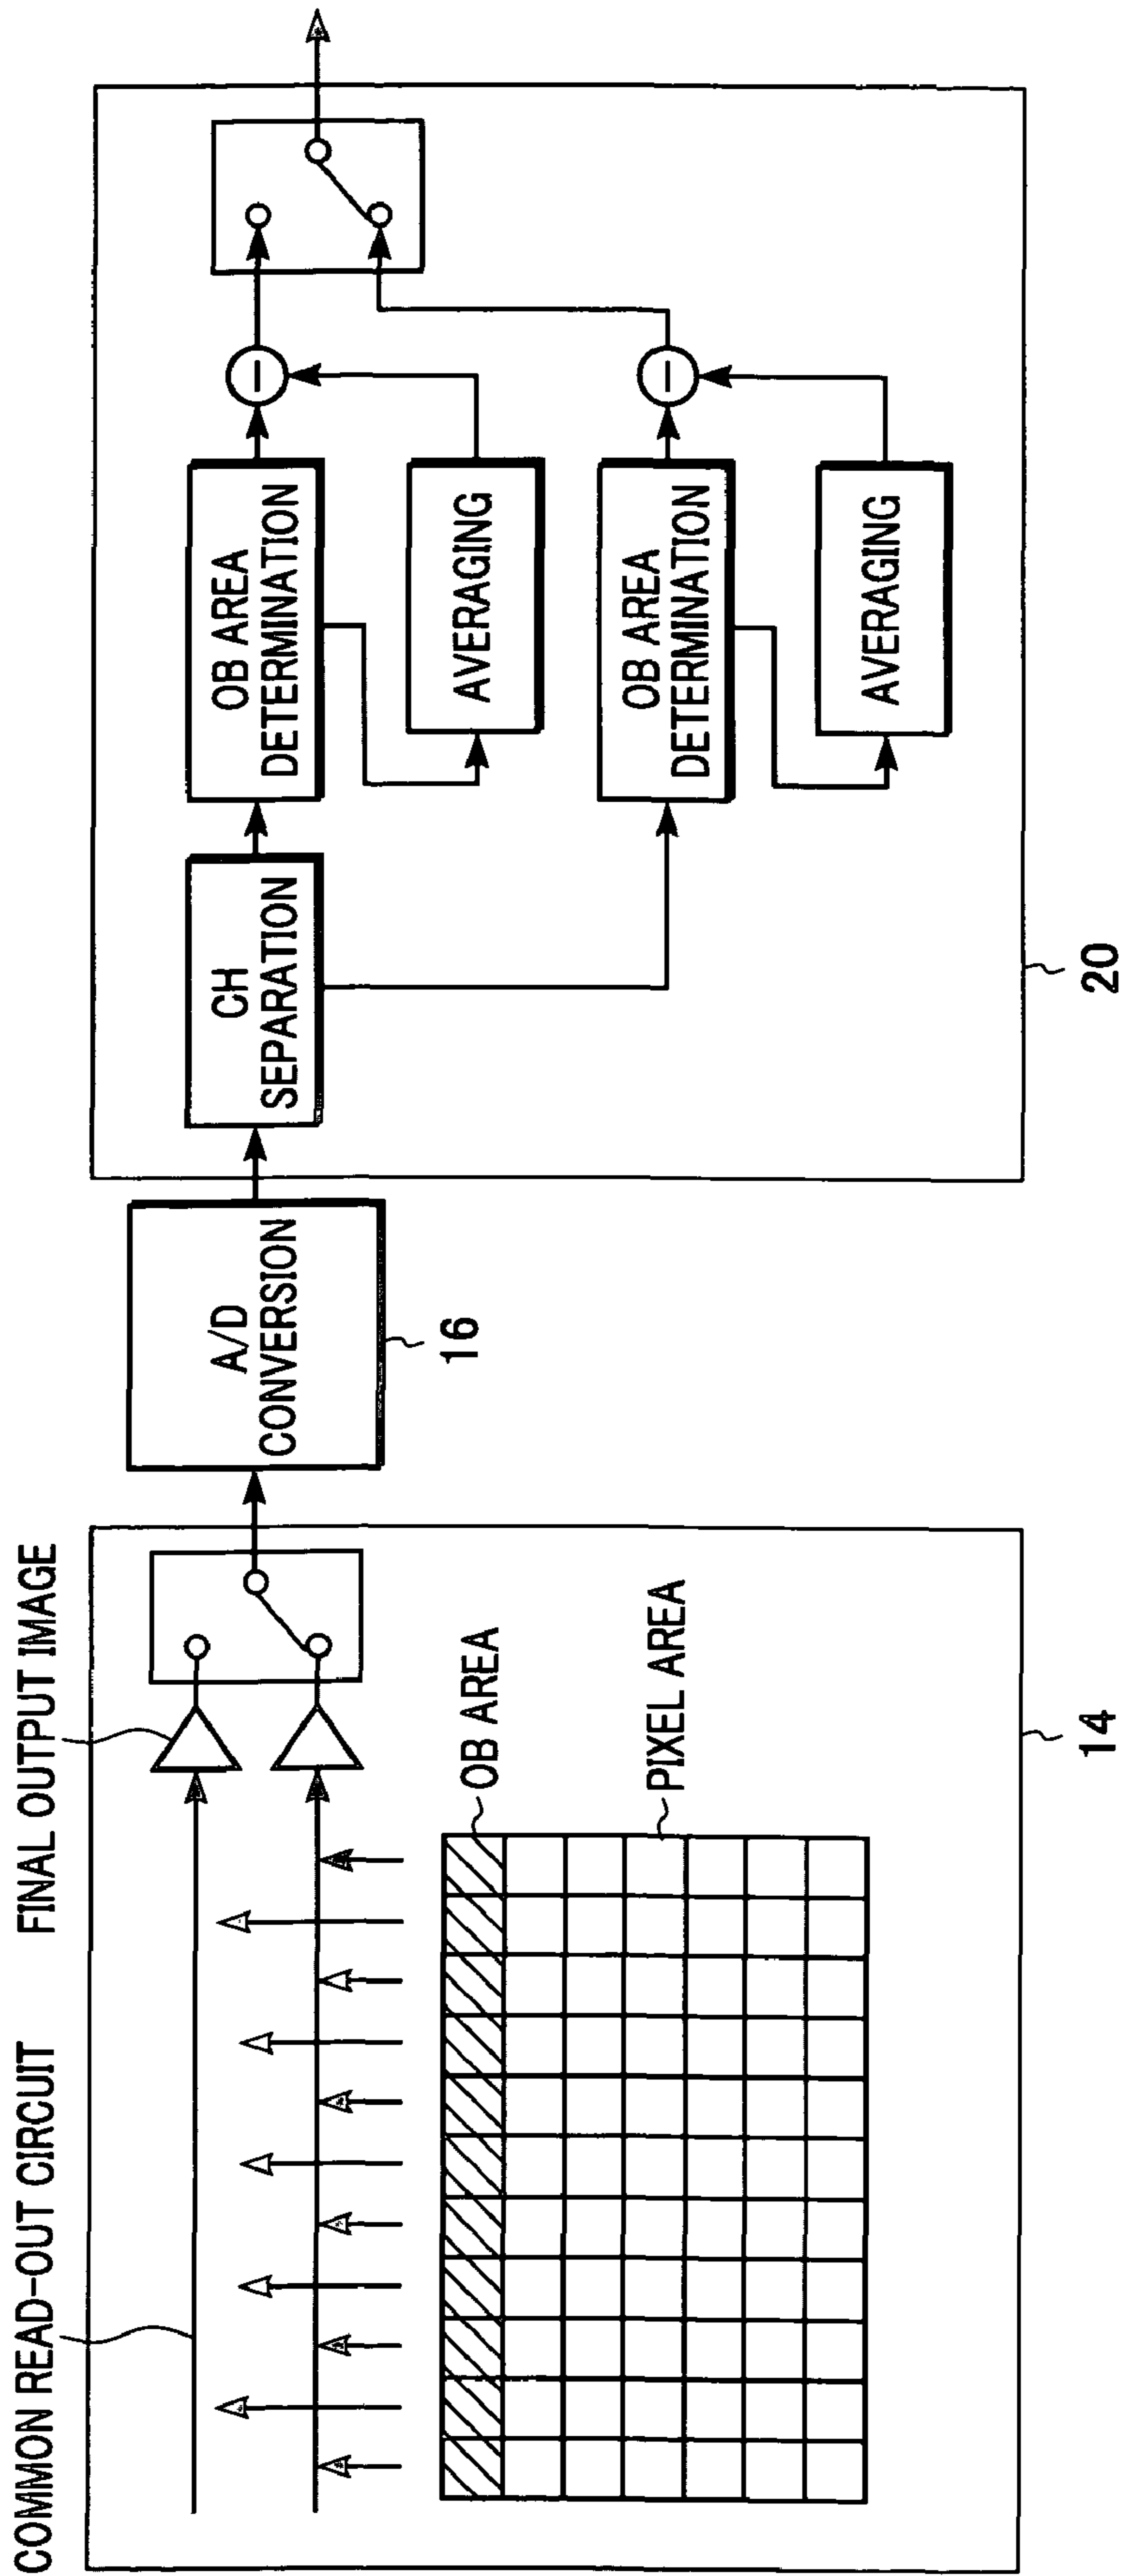 COMMON READ-OUT CIRCUIT
FINAL OUTPUT IMAGE
OB AREA
PIXEL AREA
14
A/D
CONVERSION
16
CH
SEPARATION
OB AREA
DETERMINATION
AVERAGING
OB AREA
DETERMINATION
AVERAGING
20